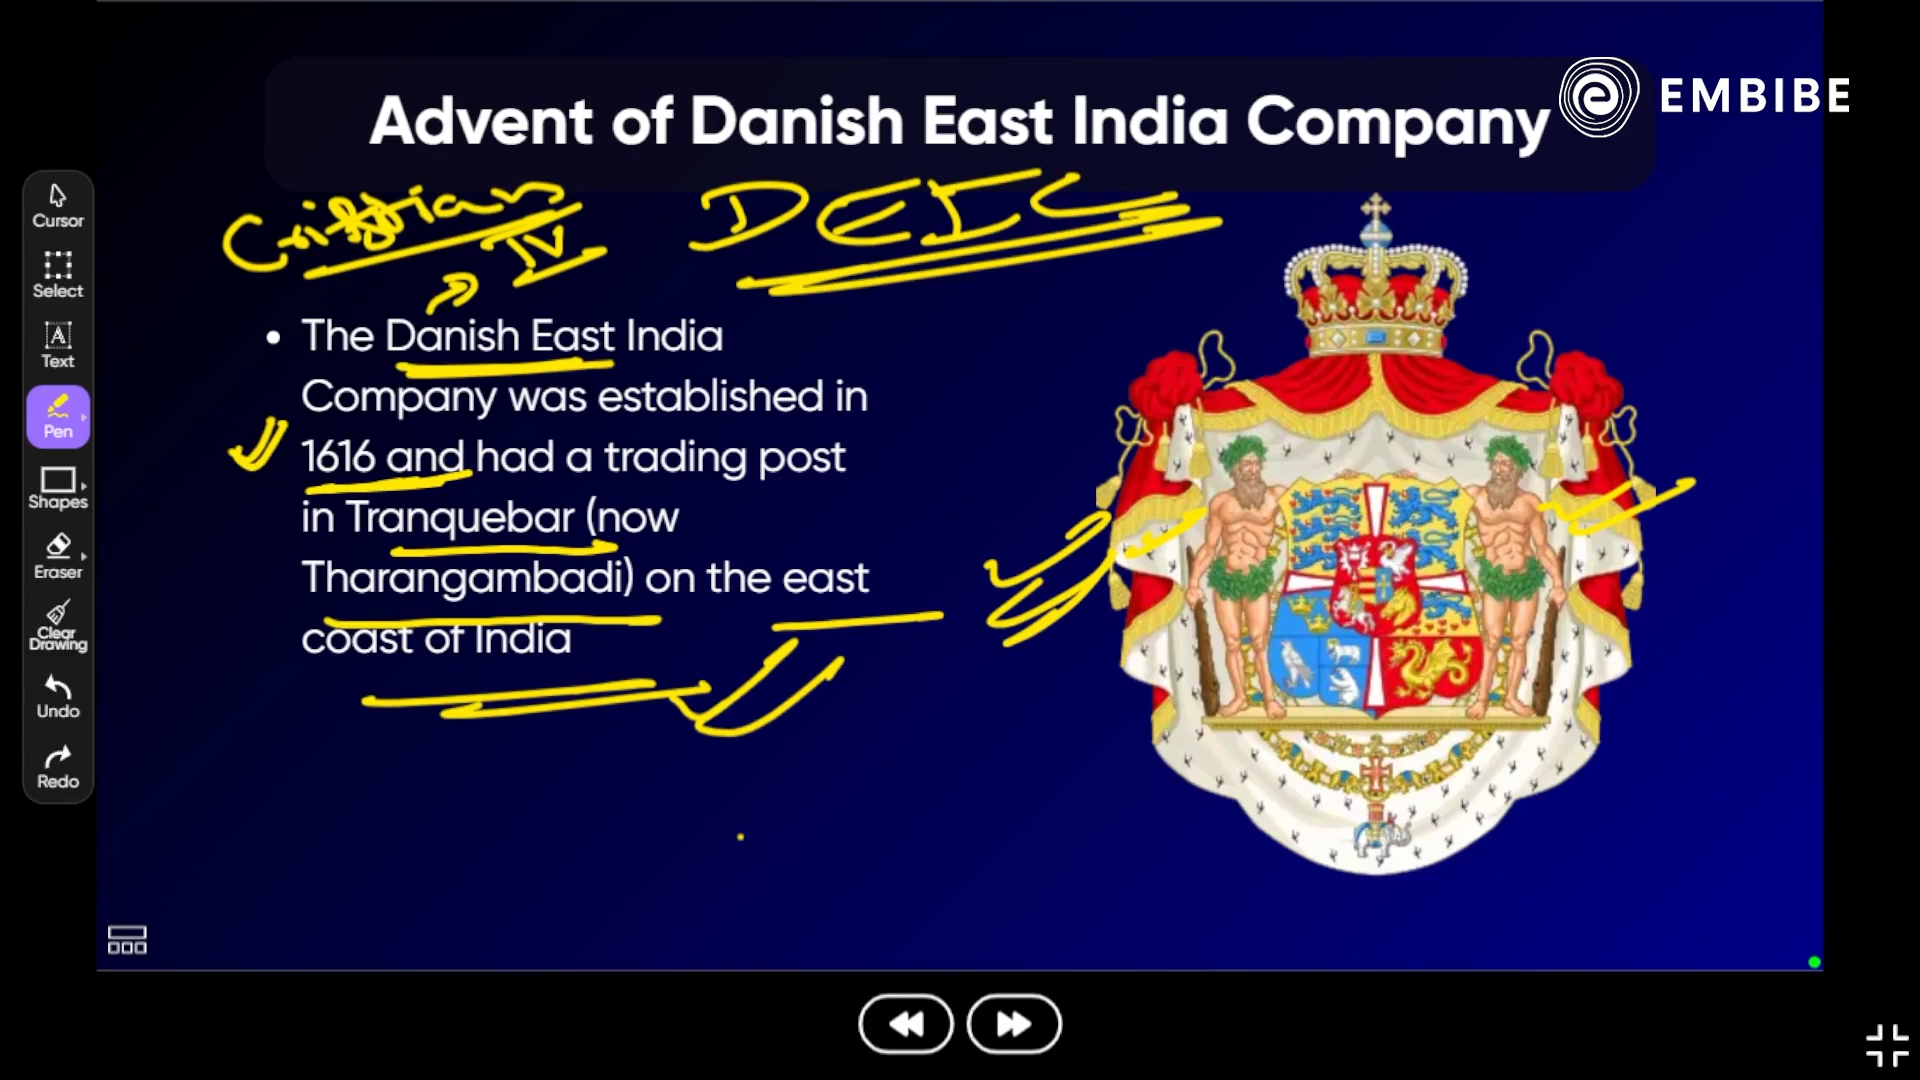 Advent of Danish East India Company
EMBIBE
Cristian
IV
DEIC
• The Danish East India
Company was established in
1616 and had a trading post
in Tranquebar (now
Tharangambadi) on the east
coast of India
Cursor
Select
Text
Pen
Shapes
Eraser
Clear
Drawing
Undo
Redo